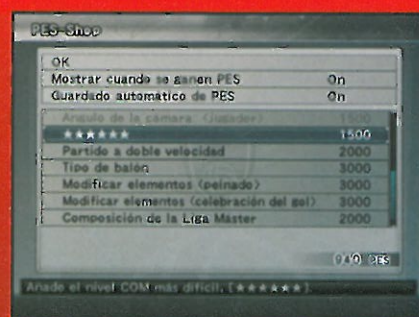 PES-Shop
OK
Mostrar cuando se ganen PES On
Guardado automático de PES On
Angulo de la cámara (jugador) 1500
★★★★★★ 1500
Partido a doble velocidad 2000
Tipo de balón 3000
Modificar elementos (peinado) 3000
Modificar elementos (celebración del gol) 3000
Composición de la Liga Máster 2000
PES
Añade el nivel COM más difícil, [★★★★★★].